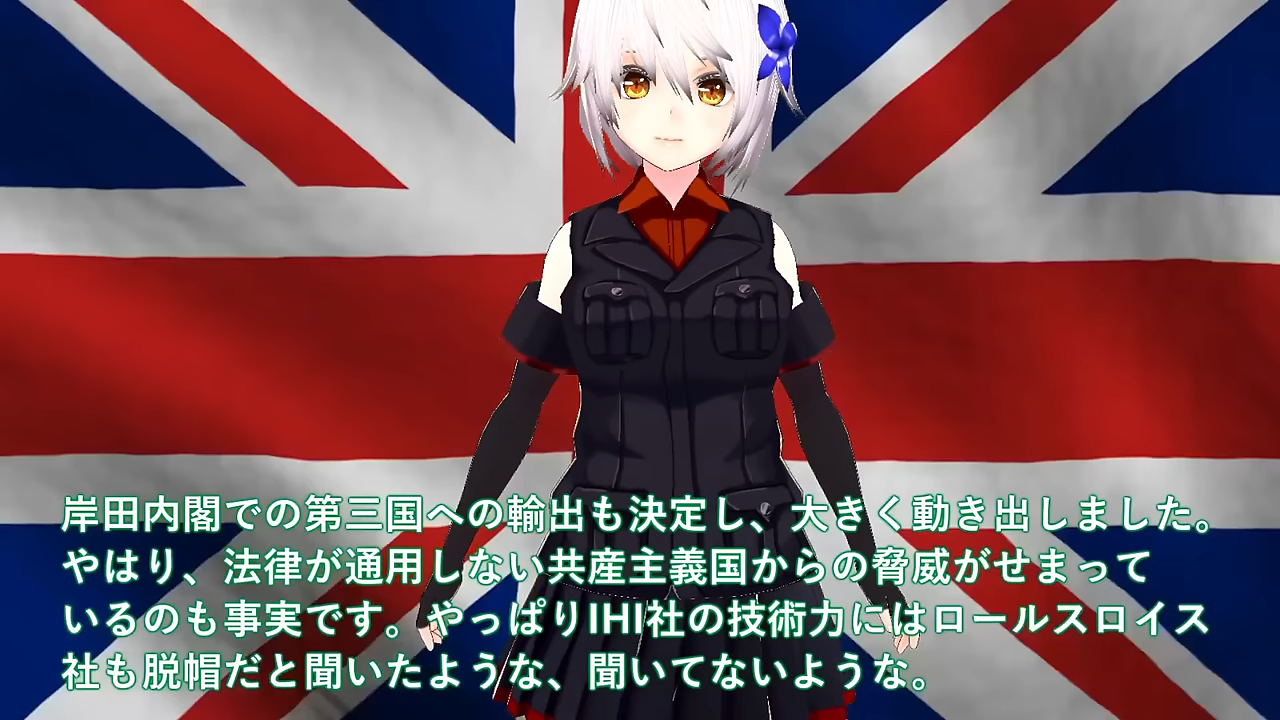 岸田内閣での第三国への輸出も決定し、大きく動き出しました。
やはり、法律が通用しない共産主義国からの脅威がせまって
いるのも事実です。やっぱりIHI社の技術力にはロールスロイス
社も脱帽だと聞いたような、聞いてないような。